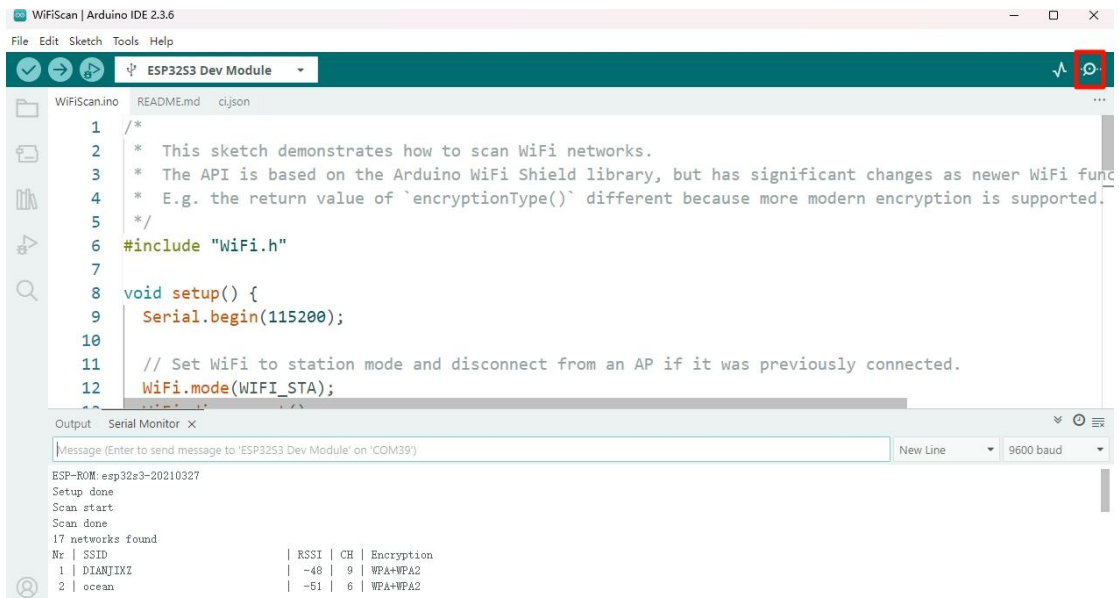 WiFiScan | Arduino IDE 2.3.6
File Edit Sketch Tools Help
ESP32S3 Dev Module
WiFiScan.ino README.md ci.json
1 /*
2 * This sketch demonstrates how to scan WiFi networks.
3 * The API is based on the Arduino WiFi Shield library, but has significant changes as newer WiFi func
4 * E.g. the return value of `encryptionType()` different because more modern encryption is supported.
5 */
6 #include "WiFi.h"
7
8 void setup() {
9 Serial.begin(115200);
10
11 // Set WiFi to station mode and disconnect from an AP if it was previously connected.
12 WiFi.mode(WIFI_STA);
Output Serial Monitor
Message (Enter to send message to 'ESP32S3 Dev Module' on 'COM39') New Line 9600 baud
ESP-ROM:esp32s3-20210327
Setup done
Scan start
Scan done
17 networks found
Nr | SSID | RSSI | CH | Encryption
1 | DIANJIXZ | -48 | 9 | WPA+WPA2
2 | ocean | -51 | 6 | WPA+WPA2